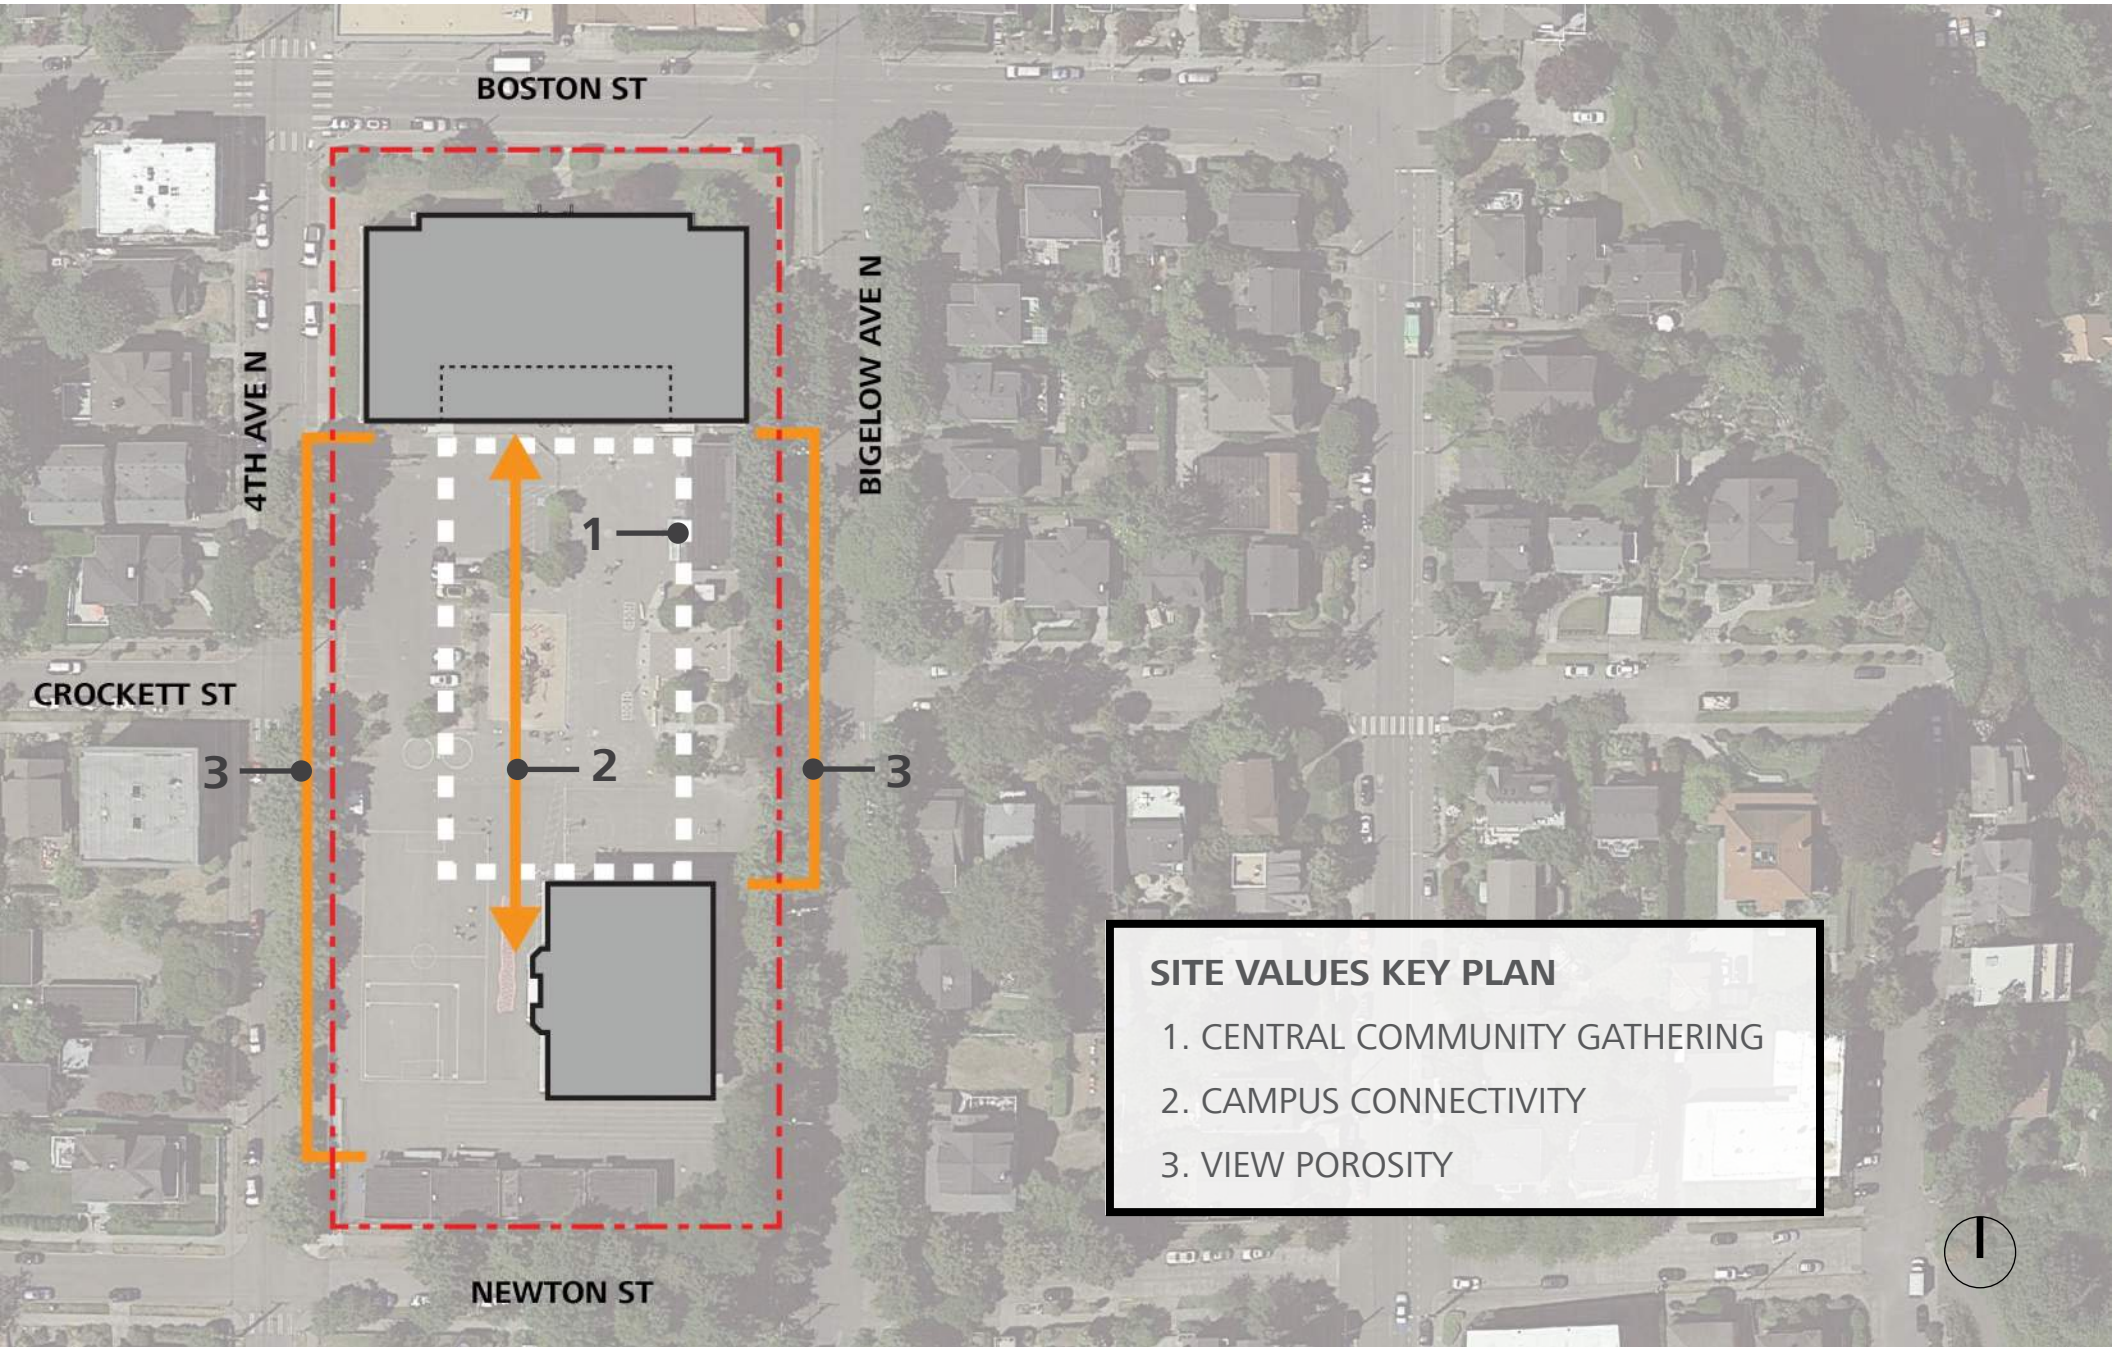 BOSTON ST
4TH AVE N
BIGELOW AVE N
1
CROCKETT ST
3
2
3
SITE VALUES KEY PLAN
1. CENTRAL COMMUNITY GATHERING
2. CAMPUS CONNECTIVITY
3. VIEW POROSITY
NEWTON ST